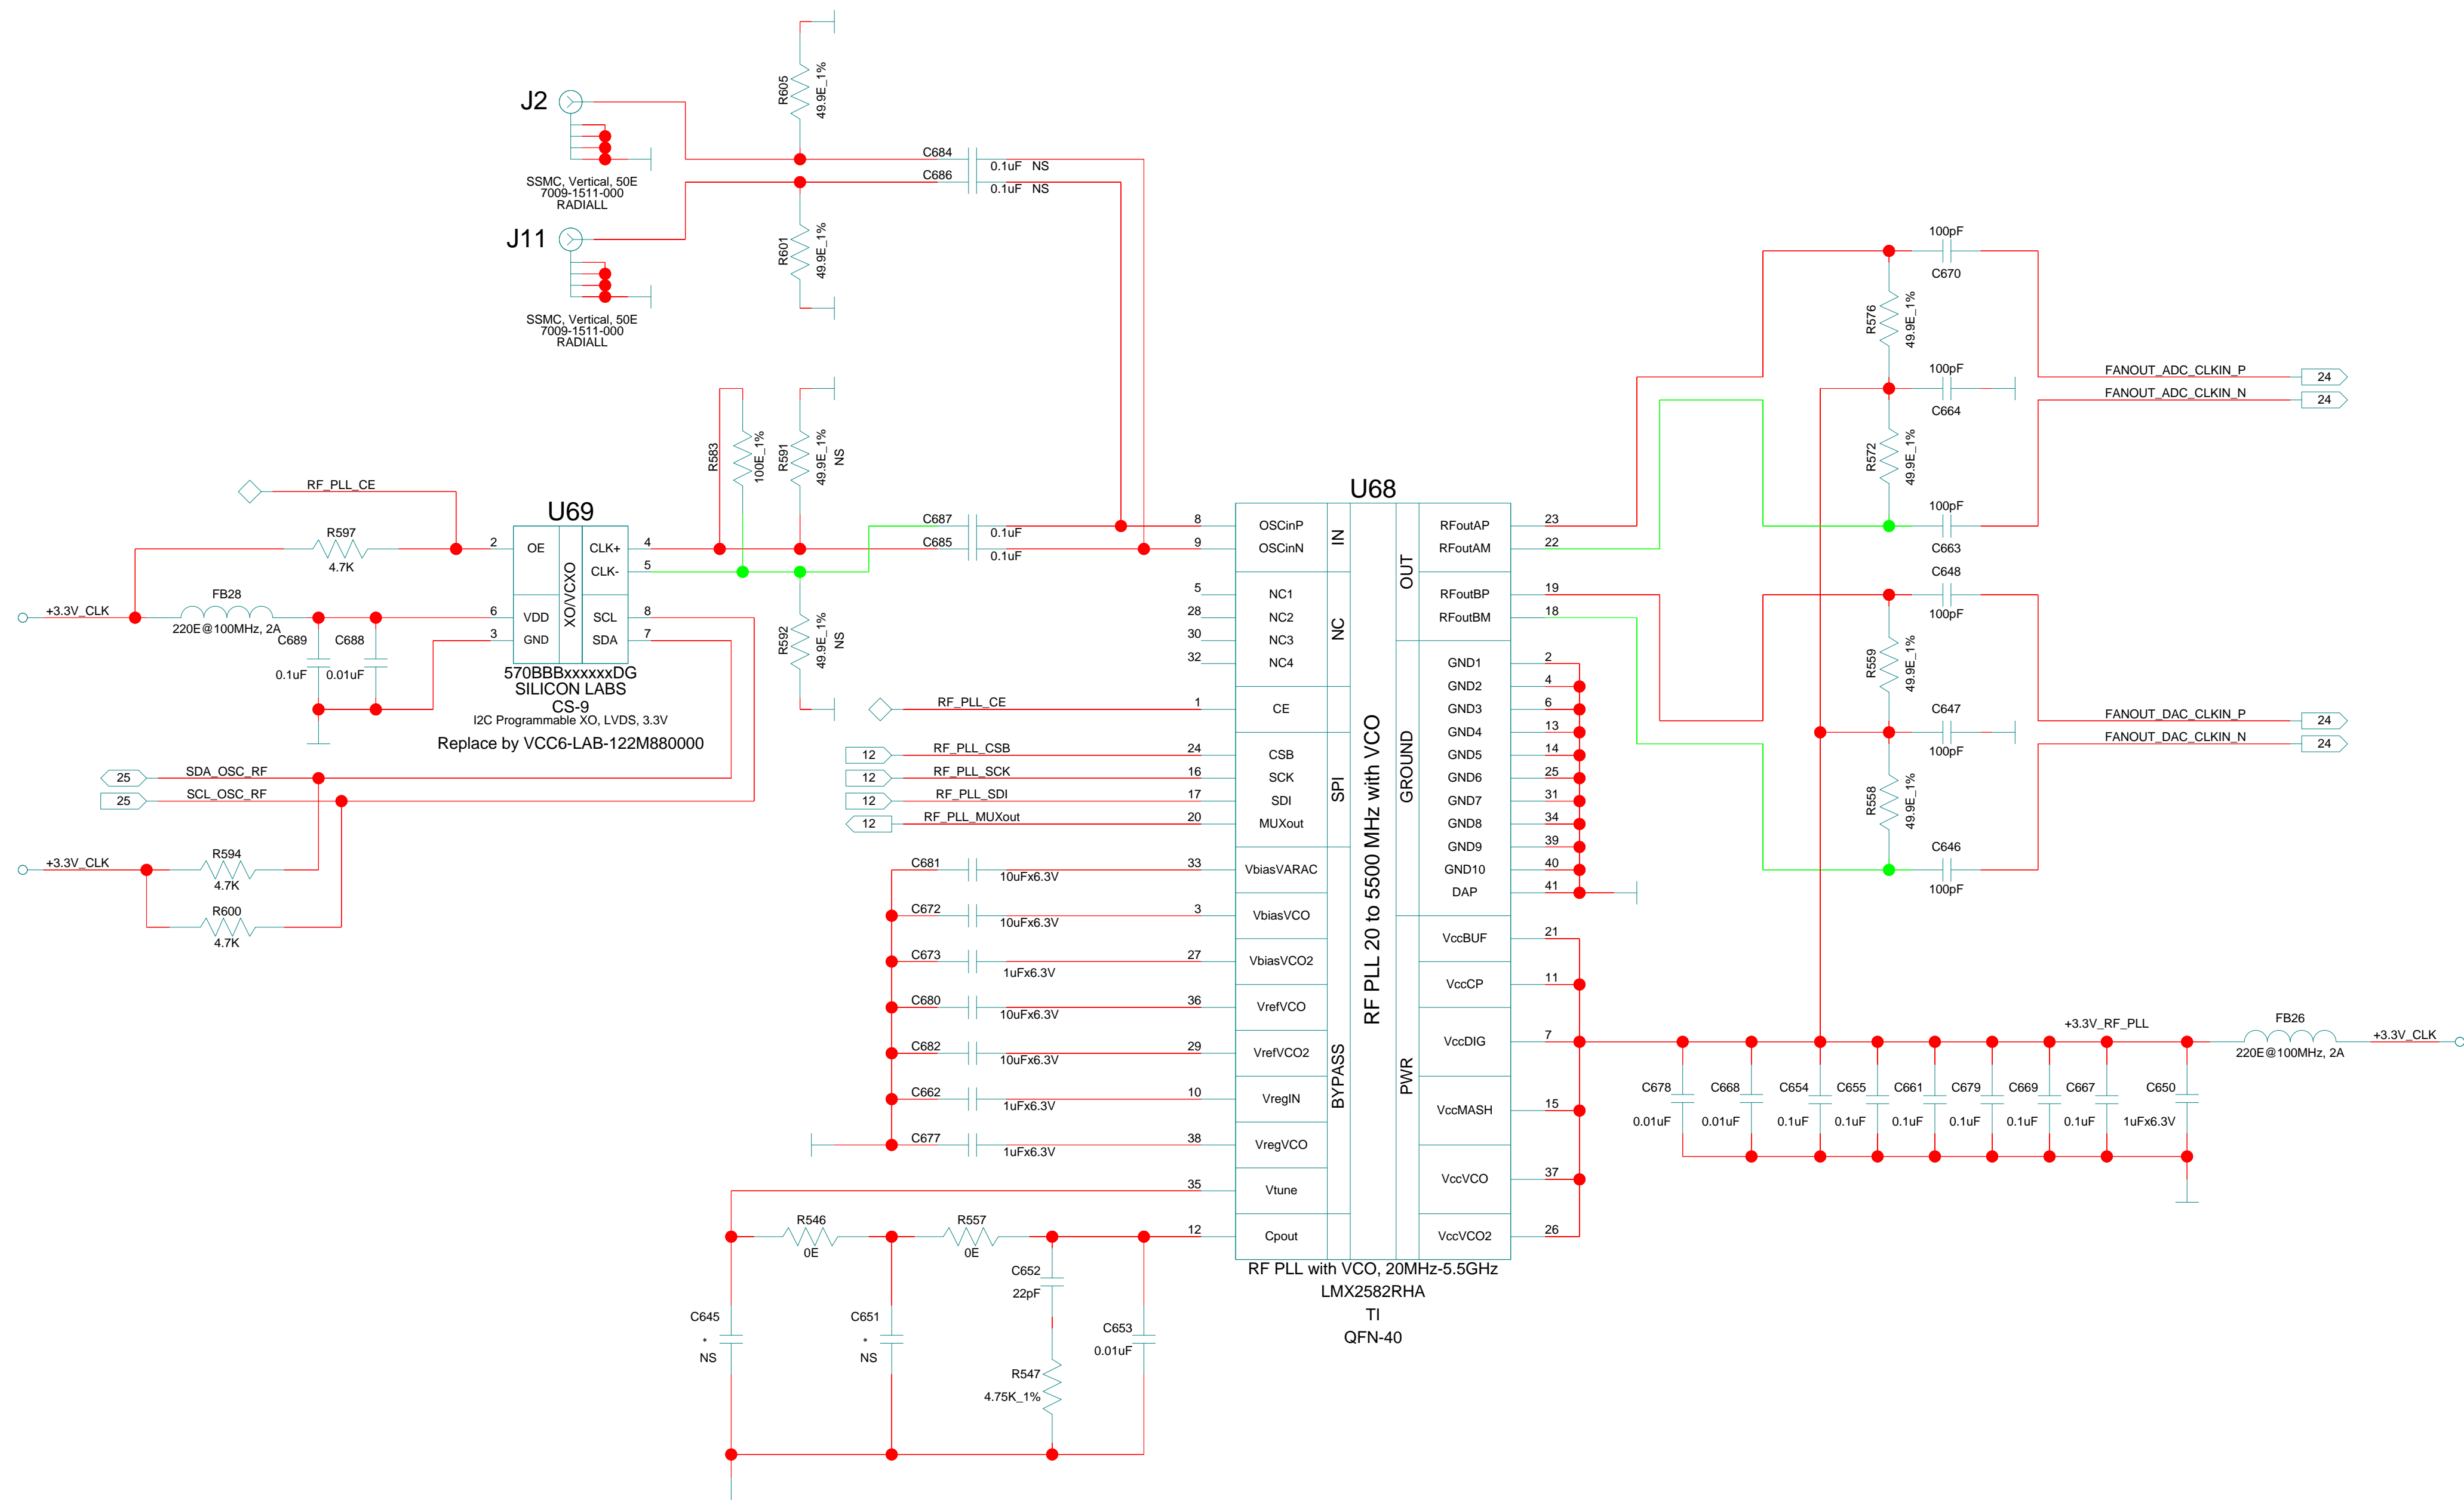 R605
49.9E_1%
J2
SSMC, Vertical, 50E
7009-1511-000
RADIALL
C684
0.1uF NS
C686
0.1uF NS
J11
SSMC, Vertical, 50E
7009-1511-000
RADIALL
R601
49.9E_1%
R583
100E_1%
R591
49.9E_1%
NS
RF_PLL_CE
R597
4.7K
U69
2
OE
CLK+
4
CLK-
5
XO/VCXO
6
VDD
SCL
8
3
GND
SDA
7
570BBBxxxxxxDG
SILICON LABS
CS-9
I2C Programmable XO, LVDS, 3.3V
Replace by VCC6-LAB-122M880000
+3.3V_CLK
FB28
220E@100MHz, 2A
C689
0.1uF
C688
0.01uF
25
SDA_OSC_RF
25
SCL_OSC_RF
+3.3V_CLK
R594
4.7K
R600
4.7K
C687
0.1uF
C685
0.1uF
R592
49.9E_1%
NS
U68
8
OSCinP
9
OSCinN
IN
5
NC1
28
NC2
30
NC3
32
NC4
NC
RF_PLL_CE
1
CE
12
RF_PLL_CSB
24
CSB
12
RF_PLL_SCK
16
SCK
12
RF_PLL_SDI
17
SDI
12
RF_PLL_MUXout
20
MUXout
SPI
C681
10uFx6.3V
33
VbiasVARAC
C672
10uFx6.3V
3
VbiasVCO
C673
1uFx6.3V
27
VbiasVCO2
C680
10uFx6.3V
36
VrefVCO
C682
10uFx6.3V
29
VrefVCO2
C662
1uFx6.3V
10
VregIN
C677
1uFx6.3V
38
VregVCO
35
Vtune
12
Cpout
BYPASS
RF PLL 20 to 5500 MHz with VCO
OUT
RFoutAP
23
RFoutAM
22
RFoutBP
19
RFoutBM
18
GROUND
GND1
2
GND2
4
GND3
6
GND4
13
GND5
14
GND6
25
GND7
31
GND8
34
GND9
39
GND10
40
DAP
41
PWR
VccBUF
21
VccCP
11
VccDIG
7
VccMASH
15
VccVCO
37
VccVCO2
26
RF PLL with VCO, 20MHz-5.5GHz
LMX2582RHA
TI
QFN-40
R546
0E
R557
0E
C645
*
NS
C651
*
NS
C652
22pF
R547
4.75K_1%
C653
0.01uF
100pF
C670
R576
49.9E_1%
100pF
C664
R572
49.9E_1%
100pF
C663
FANOUT_ADC_CLKIN_P
24
FANOUT_ADC_CLKIN_N
24
C648
100pF
R559
49.9E_1%
C647
100pF
R558
49.9E_1%
C646
100pF
FANOUT_DAC_CLKIN_P
24
FANOUT_DAC_CLKIN_N
24
+3.3V_RF_PLL
FB26
220E@100MHz, 2A
+3.3V_CLK
C678
0.01uF
C668
0.01uF
C654
0.1uF
C655
0.1uF
C661
0.1uF
C679
0.1uF
C669
0.1uF
C667
0.1uF
C650
1uFx6.3V